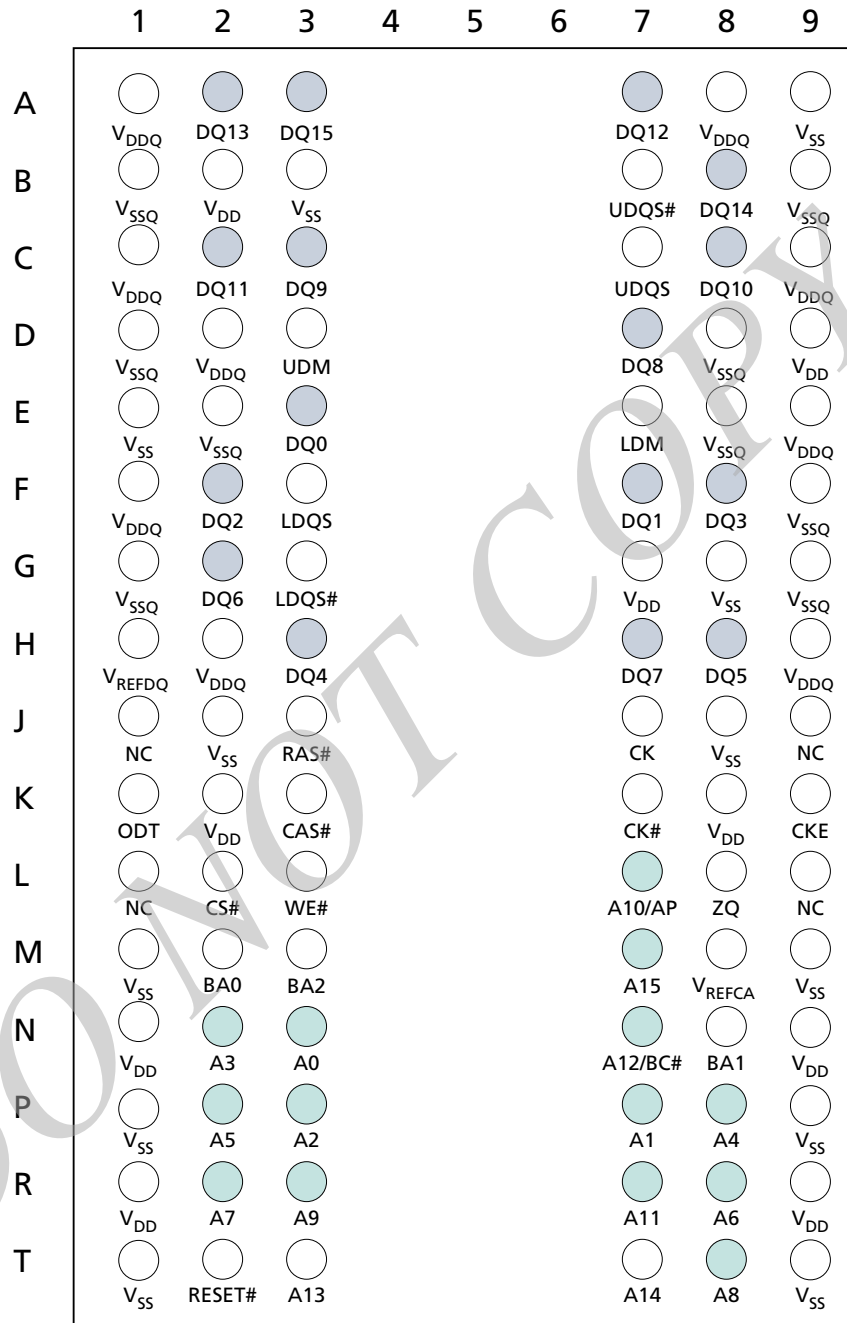 1 2 3 4 5 6 7 8 9
A
VDDQ DQ13 DQ15 DQ12 VDDQ VSS
B
VSSQ VDD VSS UDQS# DQ14 VSSQ
C
VDDQ DQ11 DQ9 UDQS DQ10 VDDQ
D
VSSQ VDDQ UDM DQ8 VSSQ VDD
E
VSS VSSQ DQ0 LDM VSSQ VDDQ
F
VDDQ DQ2 LDQS DQ1 DQ3 VSSQ
G
VSSQ DQ6 LDQS# VDD VSS VSSQ
H
VREFDQ VDDQ DQ4 DQ7 DQ5 VDDQ
J
NC VSS RAS# CK VSS NC
K
ODT VDD CAS# CK# VDD CKE
L
NC CS# WE# A10/AP ZQ NC
M
VSS BA0 BA2 A15 VREFCA VSS
N
VDD A3 A0 A12/BC# BA1 VDD
P
VSS A5 A2 A1 A4 VSS
R
VDD A7 A9 A11 A6 VDD
T
VSS RESET# A13 A14 A8 VSS
DO NOT COPY